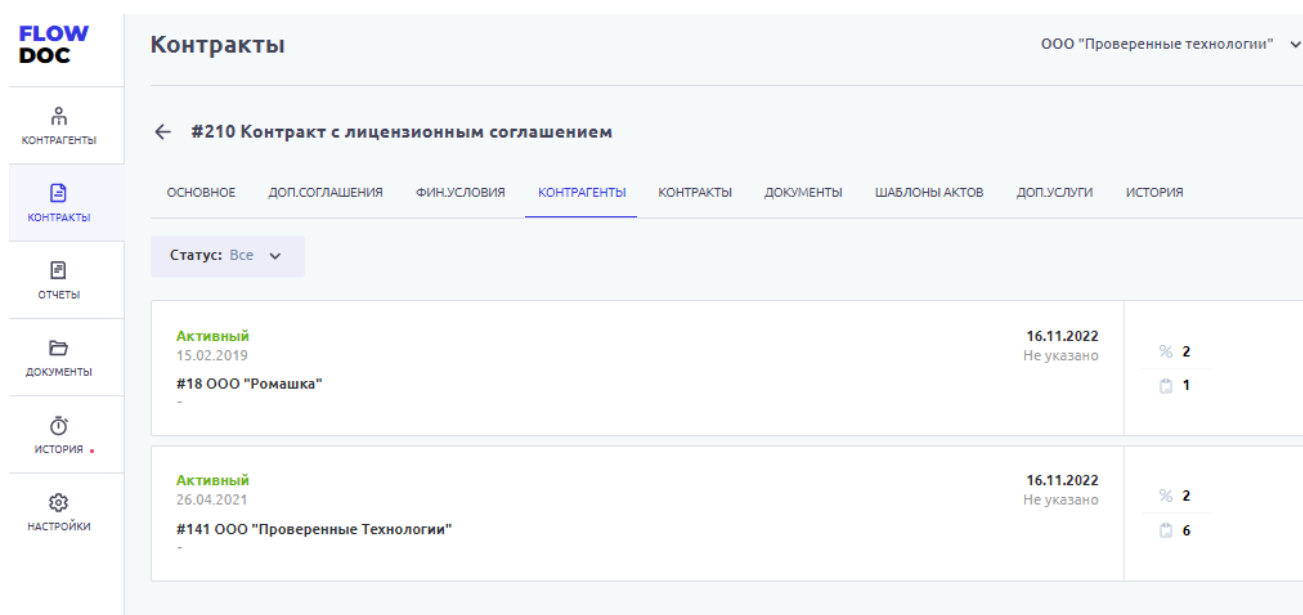 FLOW
DOC
Контракты
ООО "Проверенные технологии"
КОНТРАГЕНТЫ
КОНТРАКТЫ
ОТЧЕТЫ
ДОКУМЕНТЫ
ИСТОРИЯ
НАСТРОЙКИ
← #210 Контракт с лицензионным соглашением
ОСНОВНОЕ ДОП.СОГЛАШЕНИЯ ФИН.УСЛОВИЯ КОНТРАГЕНТЫ КОНТРАКТЫ ДОКУМЕНТЫ ШАБЛОНЫ АКТОВ ДОП.УСЛУГИ ИСТОРИЯ
Статус: Все
Активный 16.11.2022
15.02.2019 Не указано % 2
#18 ООО "Ромашка" 1
-
Активный 16.11.2022
26.04.2021 Не указано % 2
#141 ООО "Проверенные Технологии" 6
-